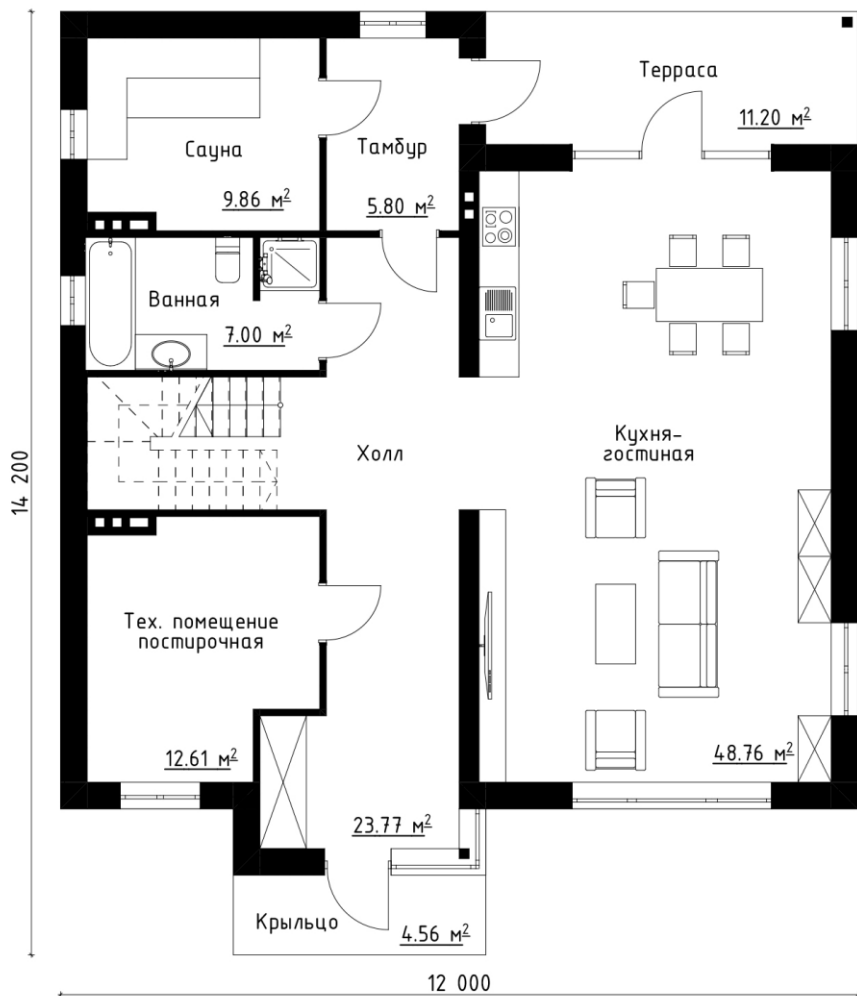 Терраса
11.20 м²
Сауна
9.86 м²
Тамбур
5.80 м²
Ванная
7.00 м²
Холл
Кухня-
гостиная
14 200
Тех. помещение
постирочная
12.61 м²
48.76 м²
23.77 м²
Крыльцо
4.56 м²
12 000